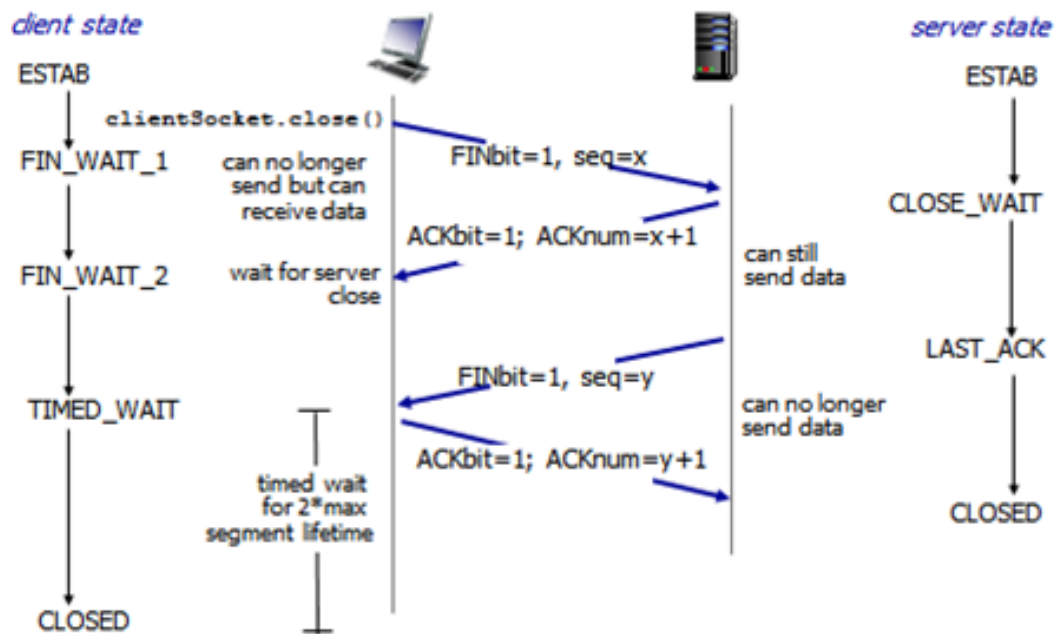 client state
server state
ESTAB
ESTAB
clientSocket.close()
FINbit=1, seq=x
FIN_WAIT_1
can no longer
send but can
receive data
CLOSE_WAIT
ACKbit=1; ACKnum=x+1
FIN_WAIT_2
wait for server
close
can still
send data
LAST_ACK
FINbit=1, seq=y
TIMED_WAIT
can no longer
send data
ACKbit=1; ACKnum=y+1
timed wait
for 2*max
segment lifetime
CLOSED
CLOSED